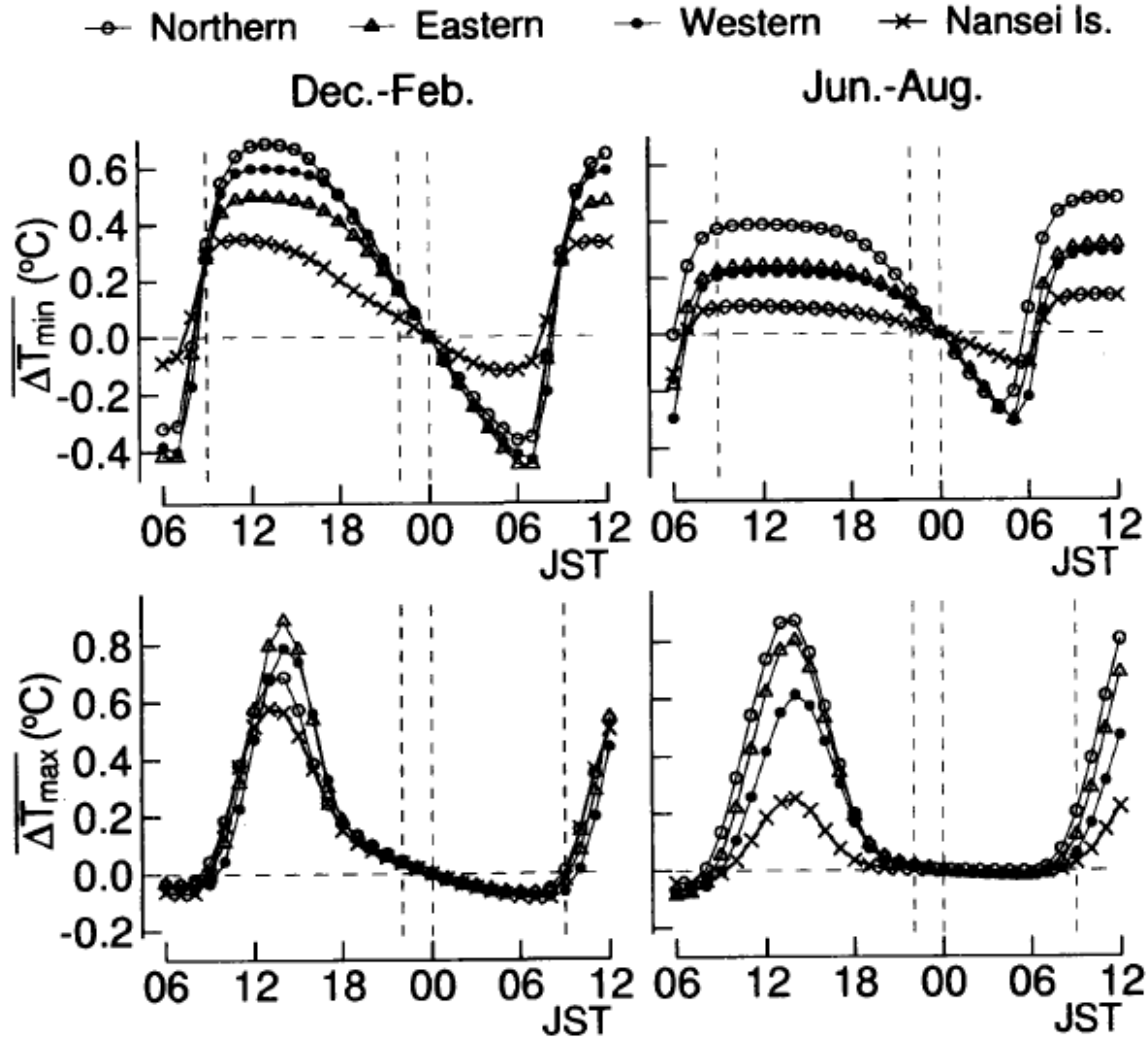 Northern Eastern Western Nansei Is.
Dec.-Feb. Jun.-Aug.
ΔTmin (°C)
0.6
0.4
0.2
0.0
-0.2
-0.4
06 12 18 00 06 12
JST
06 12 18 00 06 12
JST
ΔTmax (°C)
0.8
0.6
0.4
0.2
0.0
-0.2
06 12 18 00 06 12
JST
06 12 18 00 06 12
JST